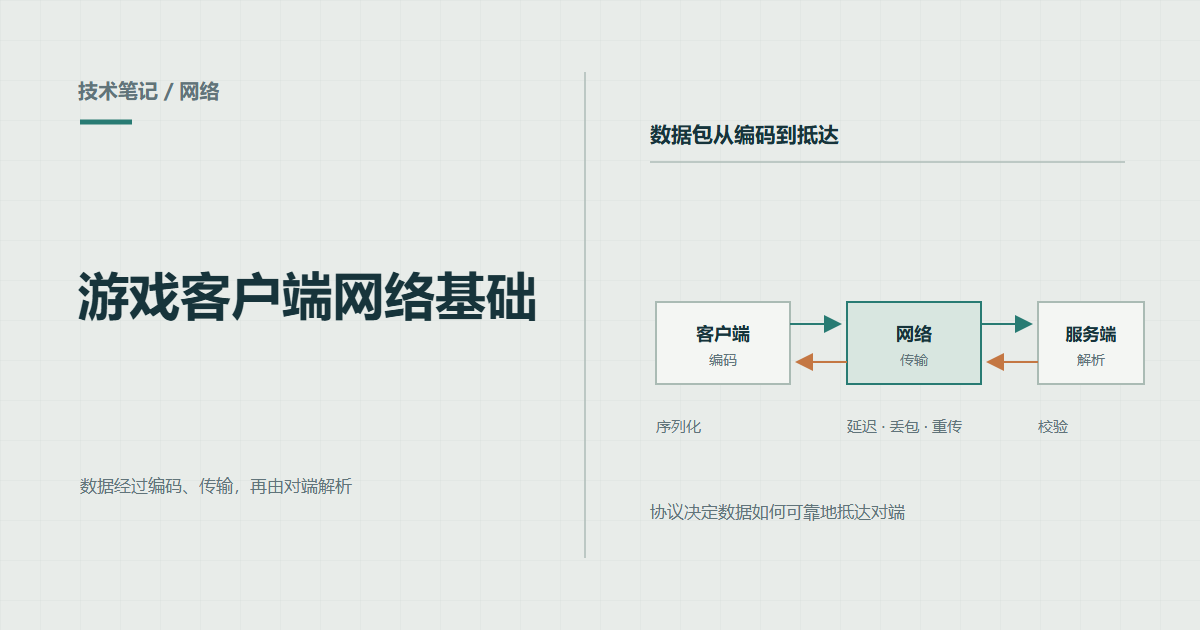 技术笔记 / 网络
游戏客户端网络基础
数据经过编码、传输，再由对端解析
数据包从编码到抵达
客户端
编码
网络
传输
服务端
解析
序列化
延迟 · 丢包 · 重传
校验
协议决定数据如何可靠地抵达对端